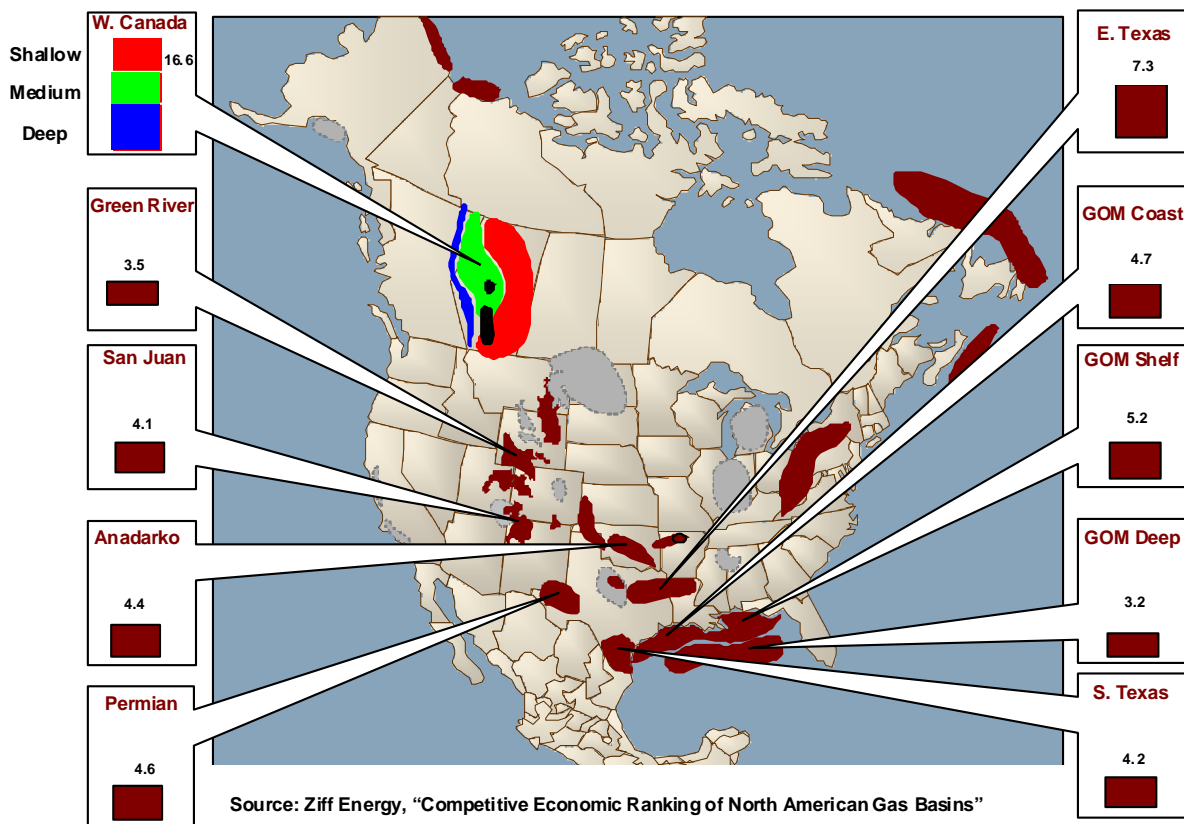 W. Canada
Shallow
16.6
Medium
Deep
Green River
3.5
San Juan
4.1
Anadarko
4.4
Permian
4.6
E. Texas
7.3
GOM Coast
4.7
GOM Shelf
5.2
GOM Deep
3.2
S. Texas
4.2
Source: Ziff Energy, “Competitive Economic Ranking of North American Gas Basins”